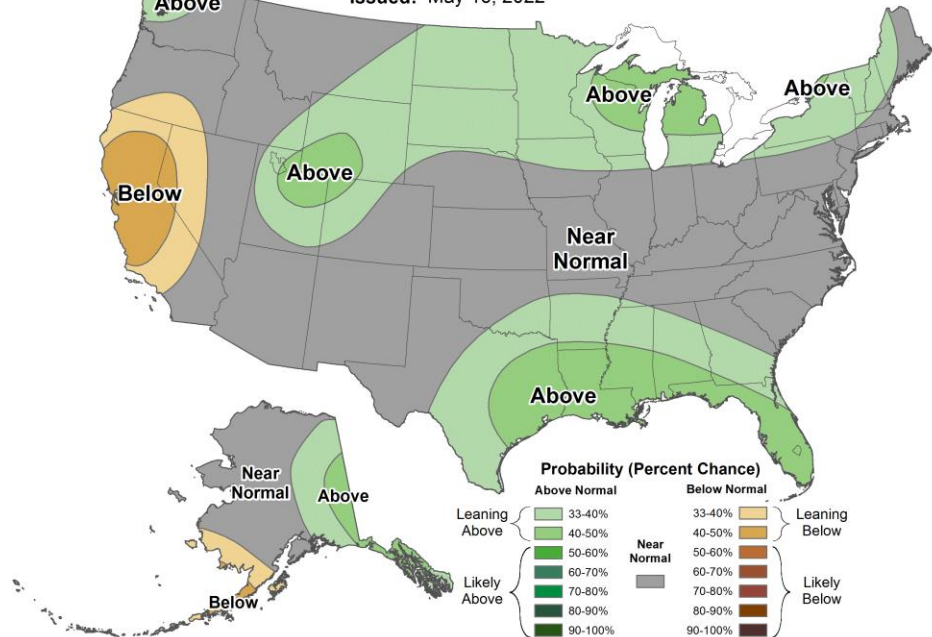 Above
Issued: May 16, 2022
Above
Above
Above
Below
Near
Normal
Above
Near
Normal
Above
Below
Probability (Percent Chance)
Above Normal
Below Normal
Leaning
Above
33-40%
40-50%
Likely
Above
50-60%
60-70%
70-80%
80-90%
90-100%
Near
Normal
33-40%
40-50%
Leaning
Below
50-60%
60-70%
70-80%
80-90%
90-100%
Likely
Below